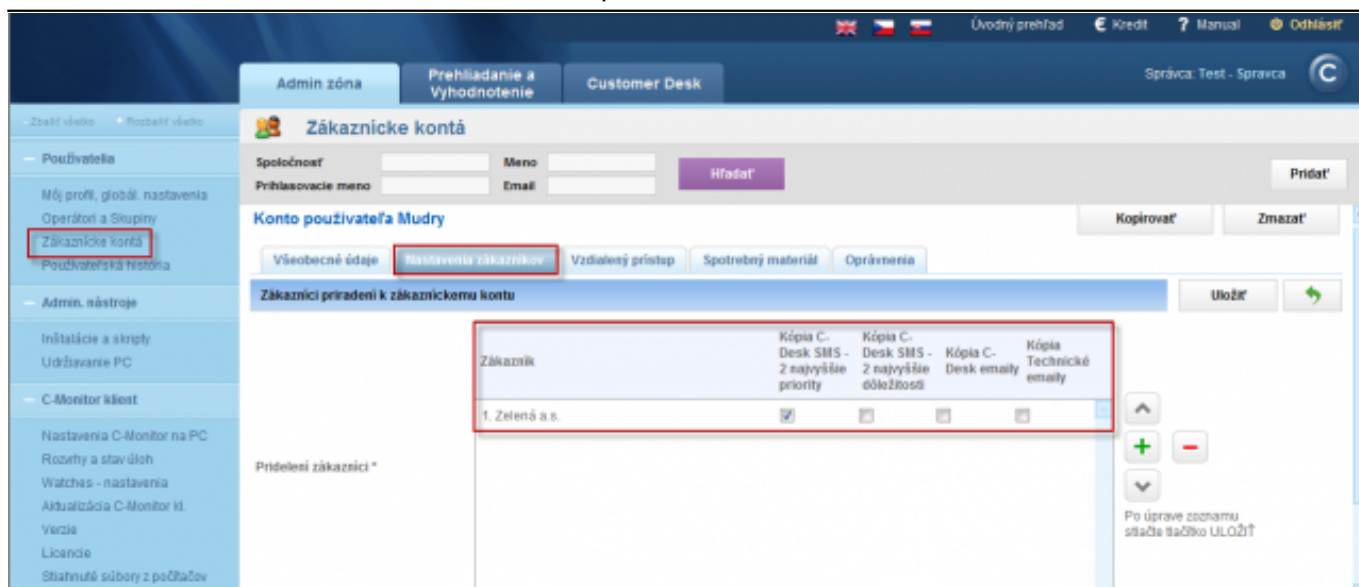 Úvodný prehľad € Kredit ? Manual Odhlásiť
Admin zóna
Prehliadanie a
Vyhodnotenie
Customer Desk
Správca: Test - Spravca
- Zbaliť všetko + Rozbaliť všetko
Zákaznícke kontá
Používatelia
Spoločnosť
Meno
Hľadať
Pridať
Prihlasovacie meno
Email
Môj profil, globál. nastavenia
Operátori a Skupiny
Zákaznícke kontá
Používateľská história
Konto používateľa Mudry
Kopírovať
Zmazať
Všeobecné údaje
Nastavenia zákazníkov
Vzdialený prístup
Spotrebný materiál
Oprávnenia
Admin. nástroje
Zákazníci priradení k zákazníckemu kontu
Uložiť
Inštalácie a skripty
Udržiavanie PC
Zákazník
Kópia C-
Desk SMS -
2 najvyššie
priority
Kópia C-
Desk SMS -
2 najvyššie
dôležitosti
Kópia C-
Desk emaily
Kópia
Technické
emaily
C-Monitor klient
1. Zelená a.s.
Nastavenia C-Monitor na PC
Rozvrhy a stav úloh
Watches - nastavenia
Aktualizácia C-Monitor kl.
Verzie
Licencie
Stiahnuté súbory z počítačov
Pridelení zákazníci *
Po úprave zoznamu
stlačte tlačítko ULOŽIŤ